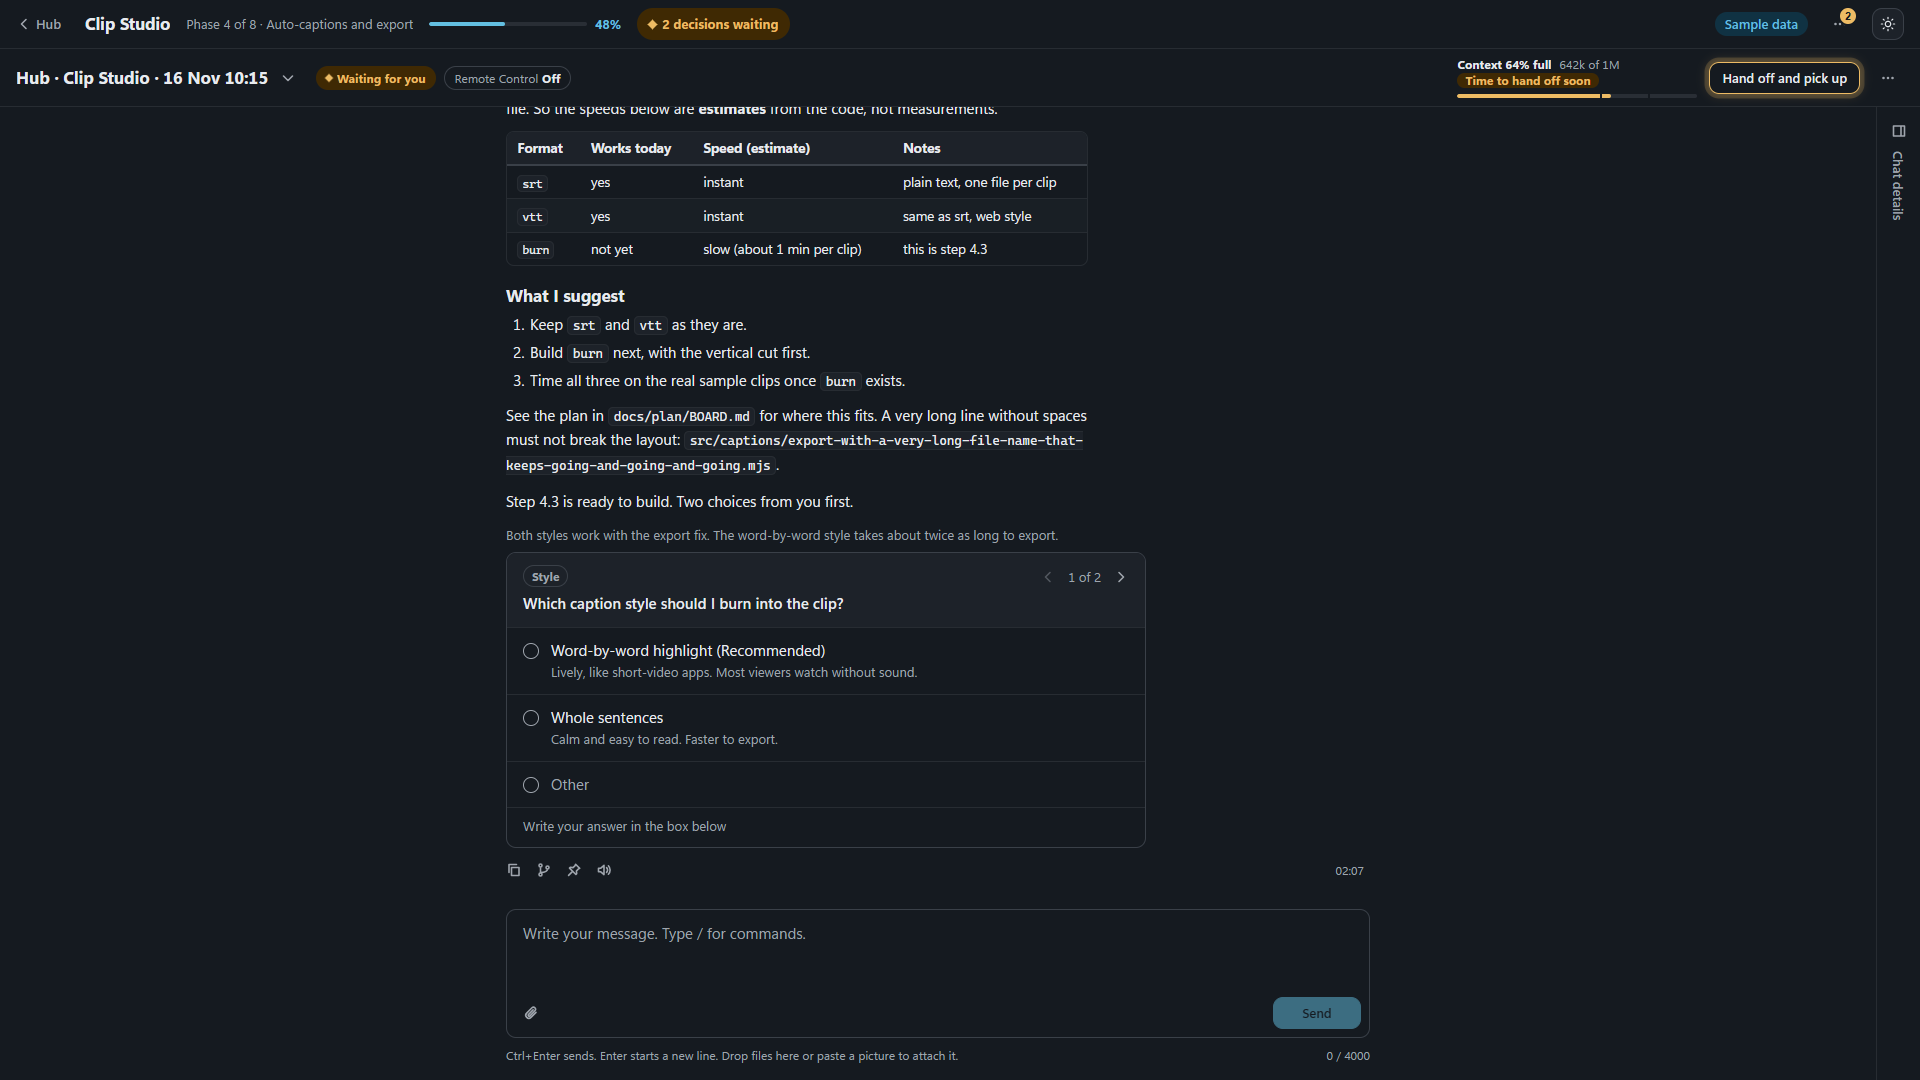 Hub
Clip Studio
Phase 4 of 8 · Auto-captions and export
48%
◆ 2 decisions waiting
Sample data
2
Hub · Clip Studio · 16 Nov 10:15
◆ Waiting for you
Remote Control Off
Context 64% full 642k of 1M
Time to hand off soon
Hand off and pick up
Chat details
file. So the speeds below are estimates from the code, not measurements.
Format Works today Speed (estimate) Notes
srt yes instant plain text, one file per clip
vtt yes instant same as srt, web style
burn not yet slow (about 1 min per clip) this is step 4.3
What I suggest
1. Keep srt and vtt as they are.
2. Build burn next, with the vertical cut first.
3. Time all three on the real sample clips once burn exists.
See the plan in docs/plan/BOARD.md for where this fits. A very long line without spaces
must not break the layout: src/captions/export-with-a-very-long-file-name-that-
keeps-going-and-going-and-going.mjs.
Step 4.3 is ready to build. Two choices from you first.
Both styles work with the export fix. The word-by-word style takes about twice as long to export.
Style
1 of 2
Which caption style should I burn into the clip?
Word-by-word highlight (Recommended)
Lively, like short-video apps. Most viewers watch without sound.
Whole sentences
Calm and easy to read. Faster to export.
Other
Write your answer in the box below
02:07
Write your message. Type / for commands.
Send
Ctrl+Enter sends. Enter starts a new line. Drop files here or paste a picture to attach it.
0 / 4000